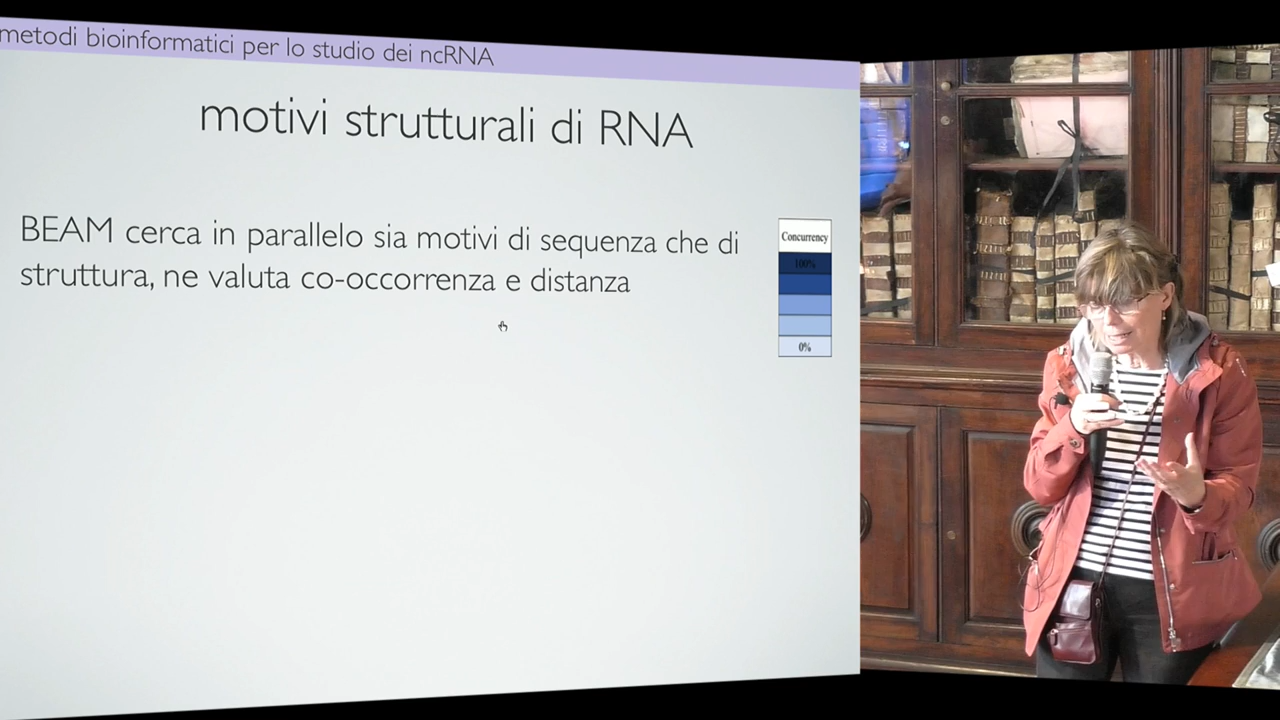 metodi bioinformatici per lo studio dei ncRNA
motivi strutturali di RNA
BEAM cerca in parallelo sia motivi di sequenza che di
struttura, ne valuta co-occorrenza e distanza
Concurrency
100%
0%